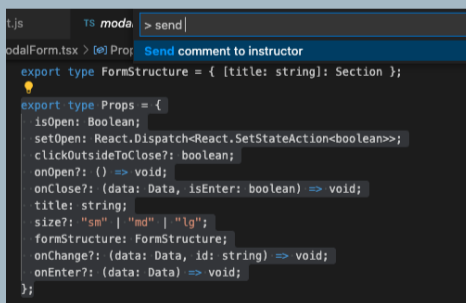 t.js
TS moda
> send
odalForm.tsx > Prop
Send comment to instructor
export type FormStructure = { [title: string]: Section };
export type Props = {
isOpen: Boolean;
setOpen: React.Dispatch<React.SetStateAction<boolean>>;
clickOutsideToClose?: boolean;
onOpen?: () => void;
onClose?: (data: Data, isEnter: boolean) => void;
title: string;
size?: "sm" | "md" | "lg";
formStructure: FormStructure;
onChange?: (data: Data, id: string) => void;
onEnter?: (data: Data) => void;
};